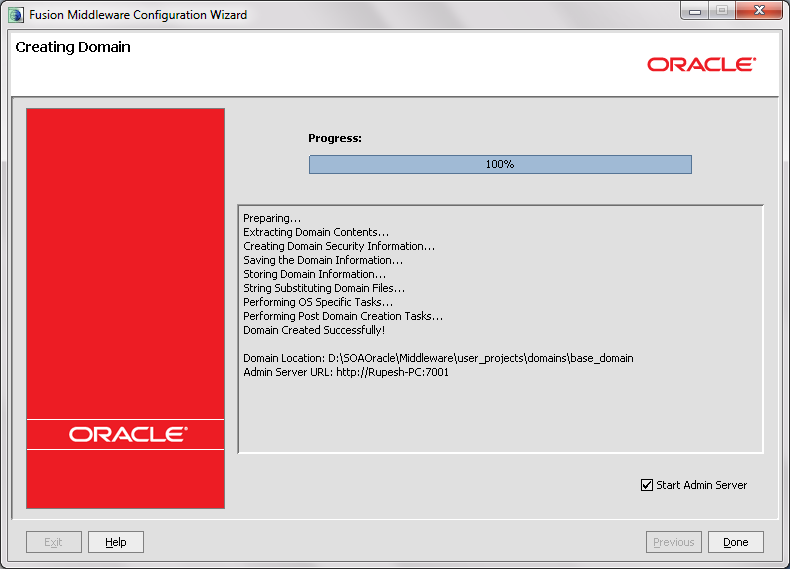 Fusion Middleware Configuration Wizard
Creating Domain
ORACLE
Progress:
100%
Preparing...
Extracting Domain Contents...
Creating Domain Security Information...
Saving the Domain Information...
Storing Domain Information...
String Substituting Domain Files...
Performing OS Specific Tasks...
Performing Post Domain Creation Tasks...
Domain Created Successfully!
Domain Location: D:\SOAOracle\Middleware\user_projects\domains\base_domain
Admin Server URL: http://Rupesh-PC:7001
ORACLE
Start Admin Server
Exit
Help
Previous
Done